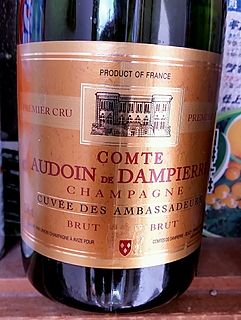 PRODUCT OF FRANCE
PREMIER CRU PREMIER
COMTE
AUDOIN DE DAMPIERRE
CHAMPAGNE
CUVÉE DES AMBASSADEURS
BRUT BRUT